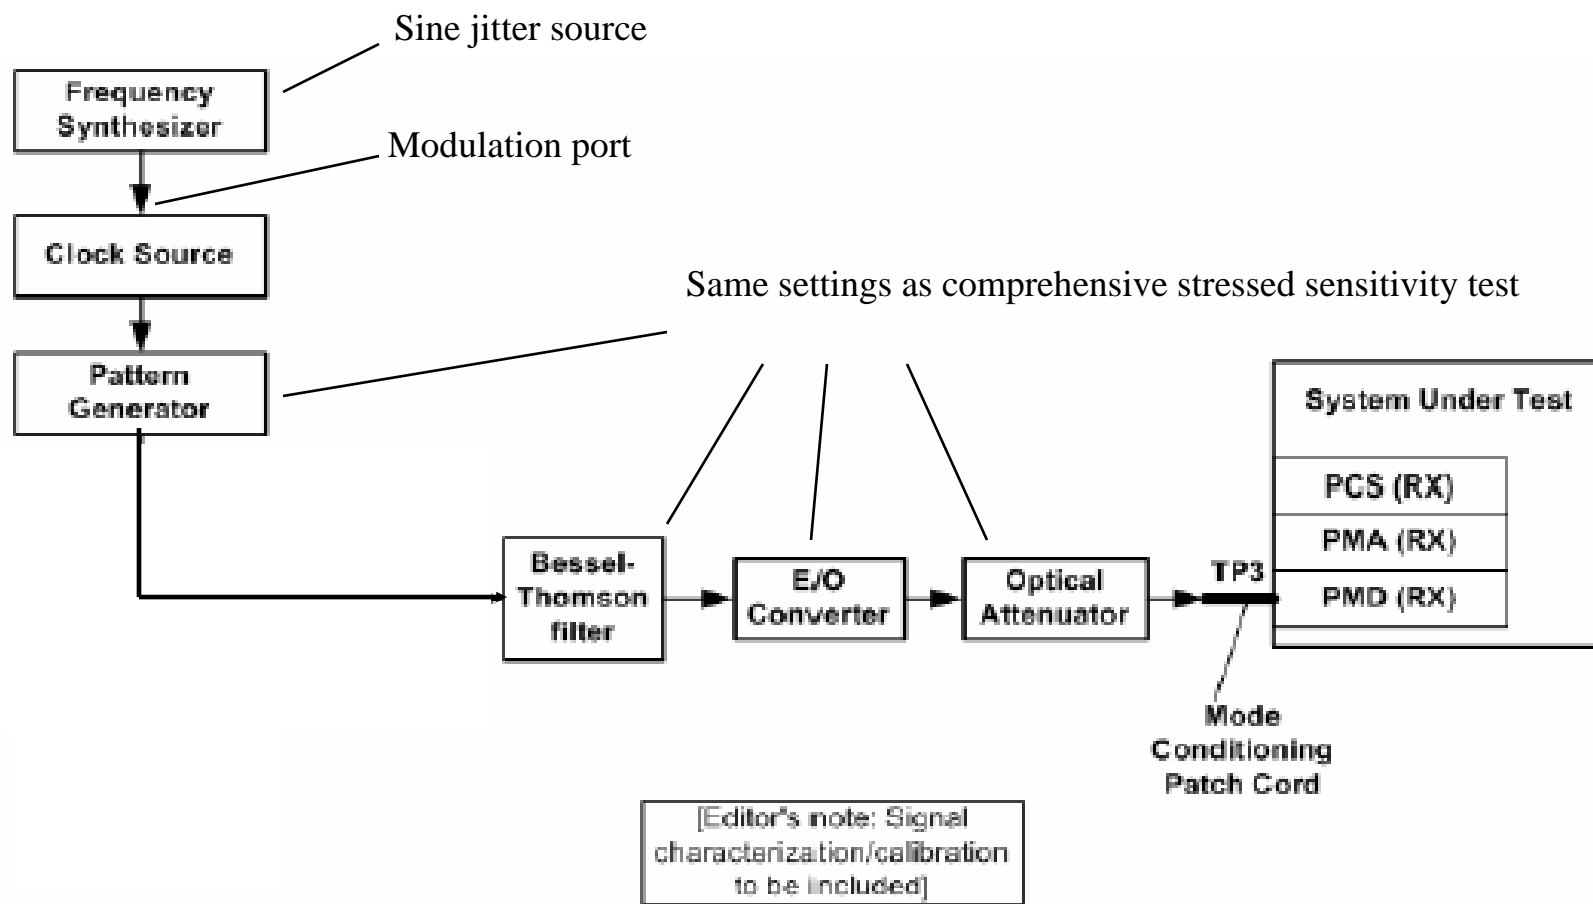 Sine jitter source
Frequency
Synthesizer
Modulation port
Clock Source
Same settings as comprehensive stressed sensitivity test
Pattern
Generator
System Under Test
PCS (RX)
PMA (RX)
PMD (RX)
Bessel-
Thomson
filter
E/O
Converter
Optical
Attenuator
TP3
Mode
Conditioning
Patch Cord
[Editor's note: Signal
characterization/calibration
to be included]